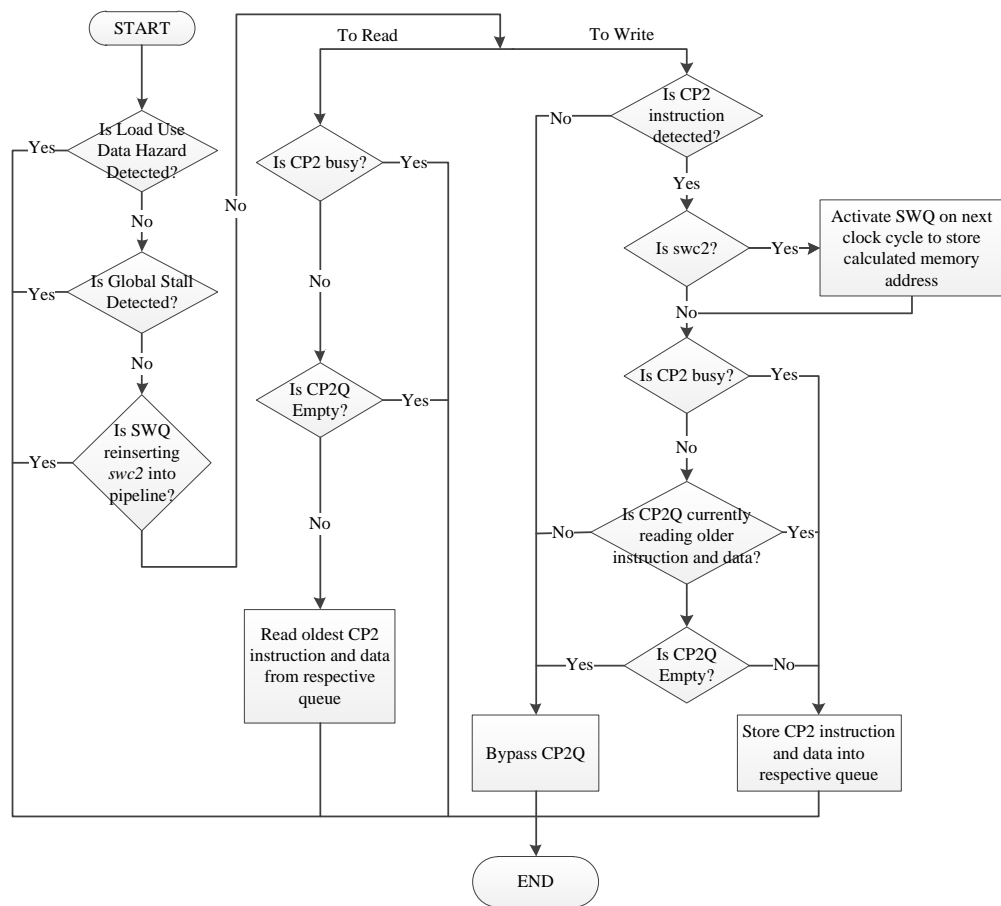 START
Is Load Use
Data Hazard
Detected?
Yes
No
Is Global Stall
Detected?
Yes
No
Is SWQ
reinserting
swc2 into
pipeline?
Yes
No
To Read
Is CP2 busy?
Yes
No
Is CP2Q
Empty?
Yes
No
Read oldest CP2
instruction and data
from respective
queue
To Write
Is CP2
instruction
detected?
No
Yes
Is swc2?
Yes
Activate SWQ on next
clock cycle to store
calculated memory
address
No
Is CP2 busy?
Yes
No
Is CP2Q currently
reading older
instruction and data?
No
Yes
Is CP2Q
Empty?
Yes
No
Bypass CP2Q
Store CP2 instruction
and data into
respective queue
END